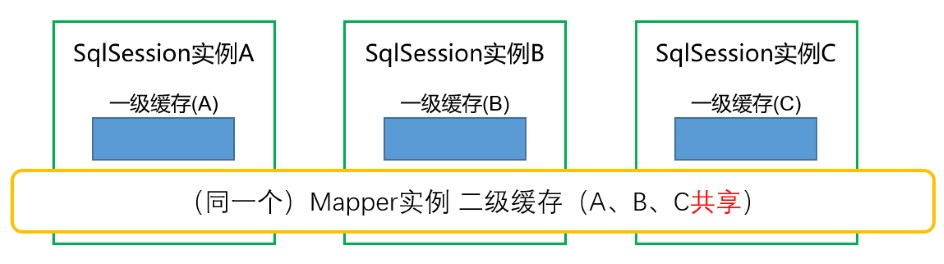 SqlSession实例A
SqlSession实例B
SqlSession实例C
一级缓存(A)
一级缓存(B)
一级缓存(C)
（同一个）Mapper实例 二级缓存（A、B、C共享）